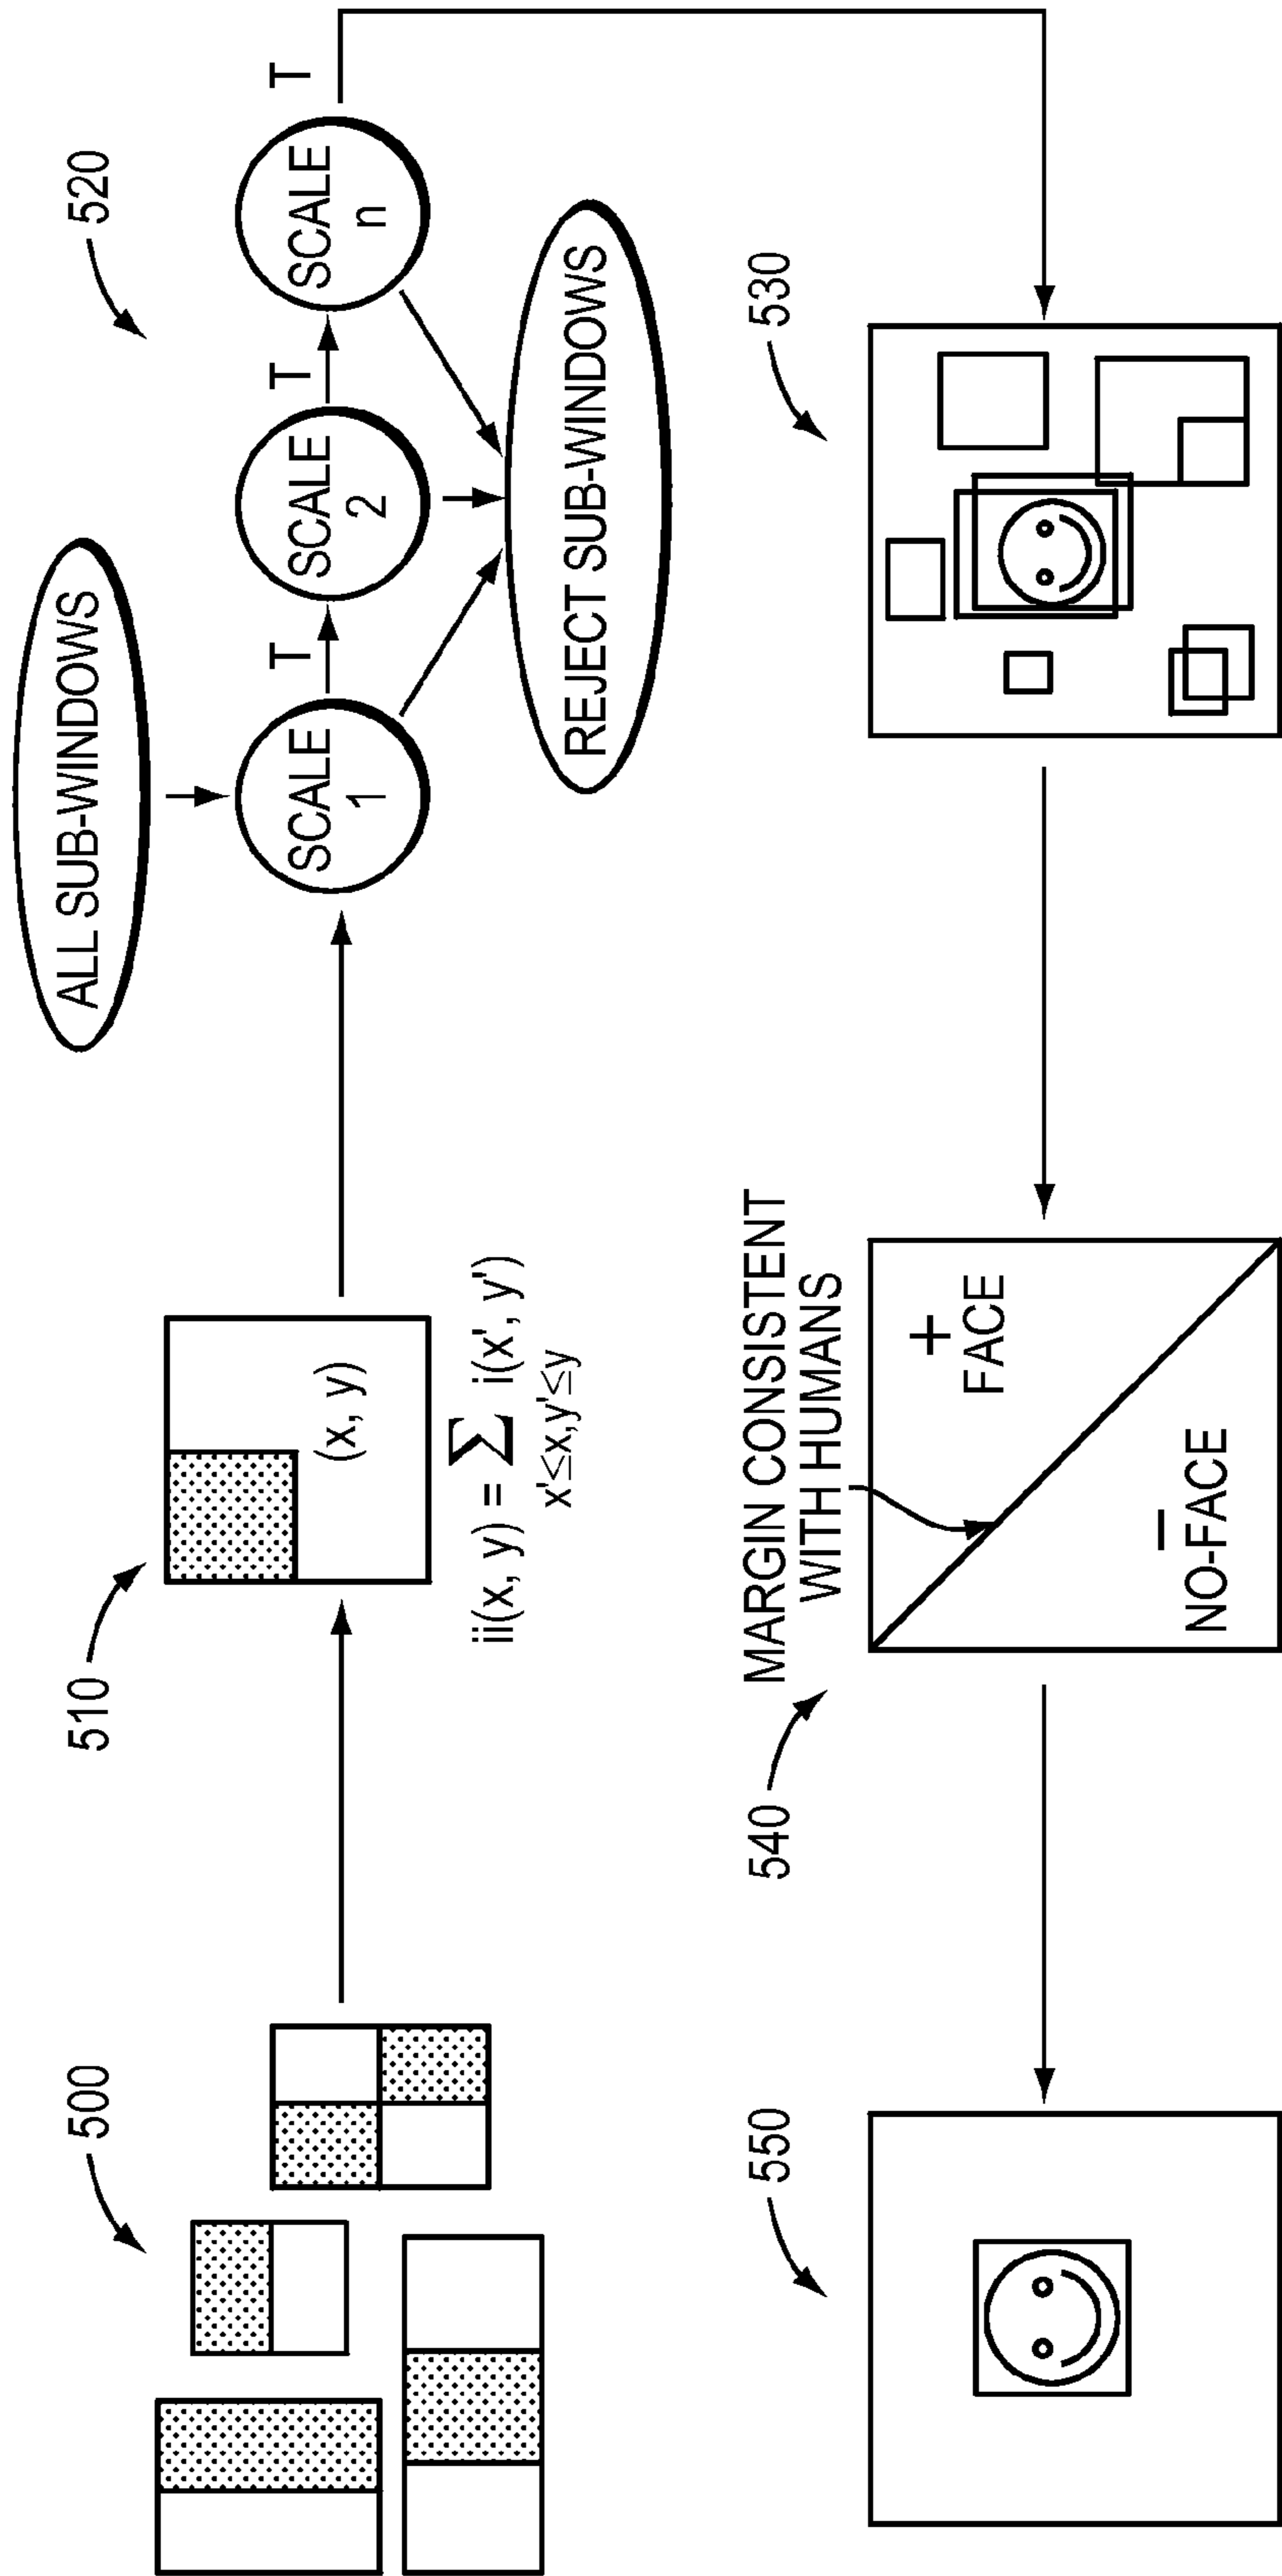 500
510
(x, y)
ii(x, y) = ∑ i(x', y')
x'≤x,y'≤y
520
ALL SUB-WINDOWS
SCALE
1
T
SCALE
2
T
SCALE
n
T
REJECT SUB-WINDOWS
550
540
MARGIN CONSISTENT
WITH HUMANS
+
FACE
−
NO-FACE
530